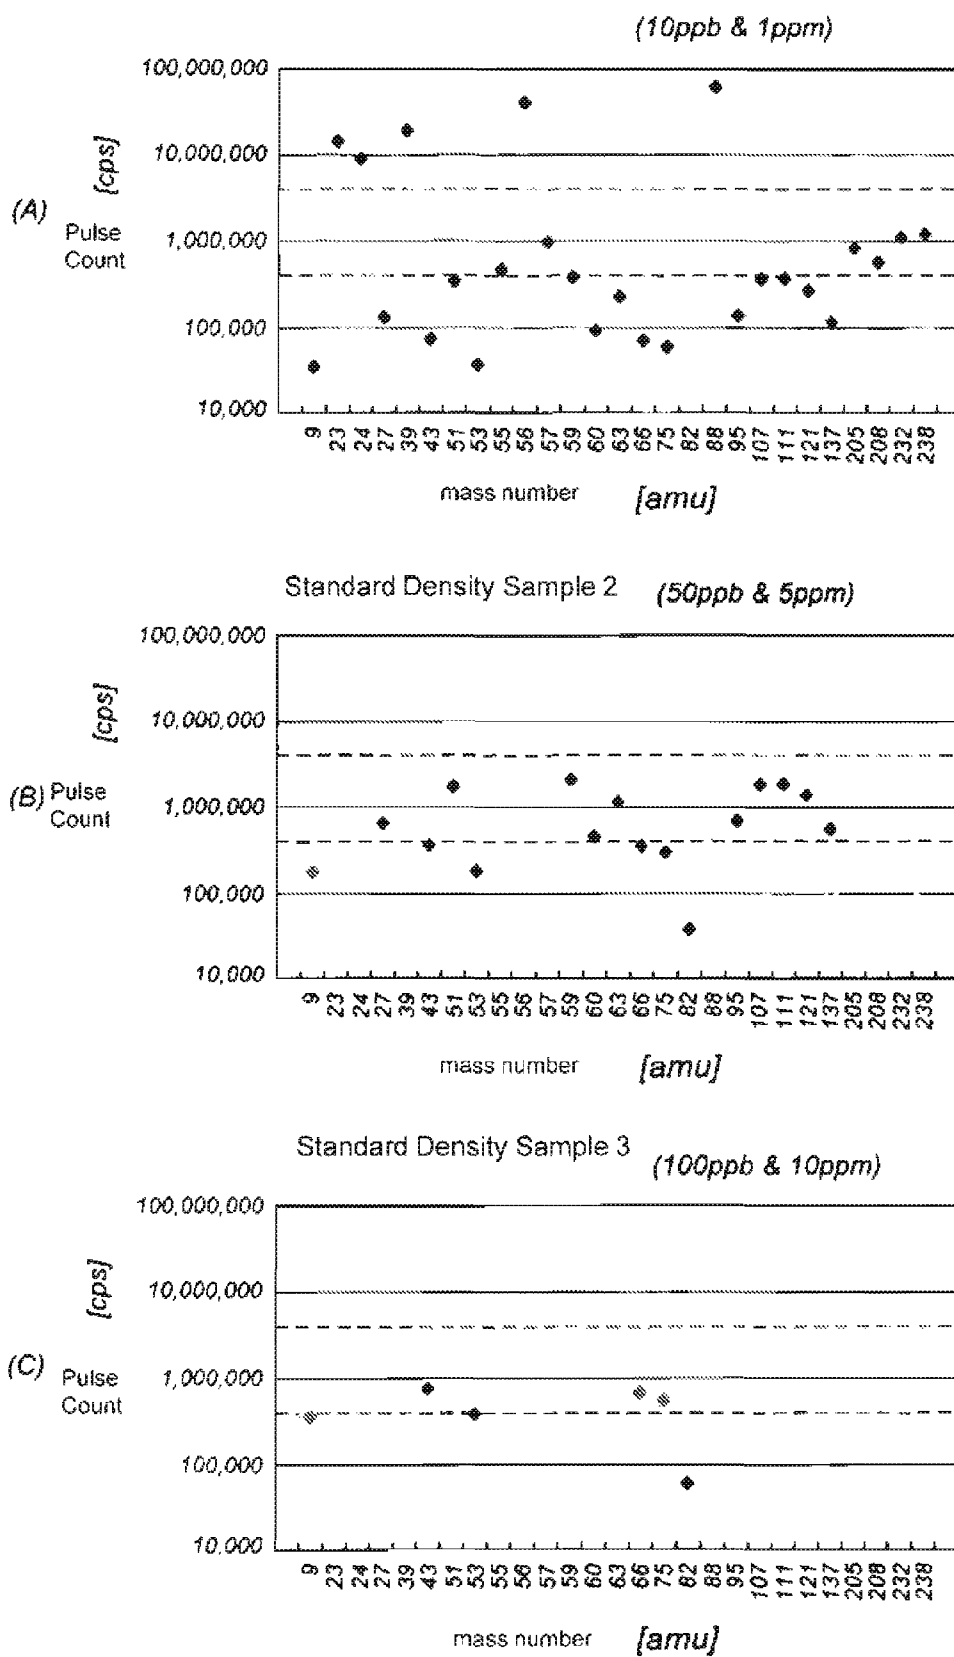 (10ppb & 1ppm)
100,000,000
10,000,000
1,000,000
100,000
10,000
[cps]
(A)
Pulse
Count
9 23 24 27 39 43 51 53 55 56 57 59 60 63 66 75 82 88 95 107 111 121 137 205 208 232 238
mass number [amu]
Standard Density Sample 2 (50ppb & 5ppm)
100,000,000
10,000,000
1,000,000
100,000
10,000
[cps]
(B) Pulse
Count
9 23 24 27 39 43 51 53 55 56 57 59 60 63 66 75 82 88 95 107 111 121 137 205 208 232 238
mass number [amu]
Standard Density Sample 3 (100ppb & 10ppm)
100,000,000
10,000,000
1,000,000
100,000
10,000
[cps]
(C) Pulse
Count
9 23 24 27 39 43 51 53 55 56 57 59 60 63 66 75 82 88 95 107 111 121 137 205 208 232 238
mass number [amu]